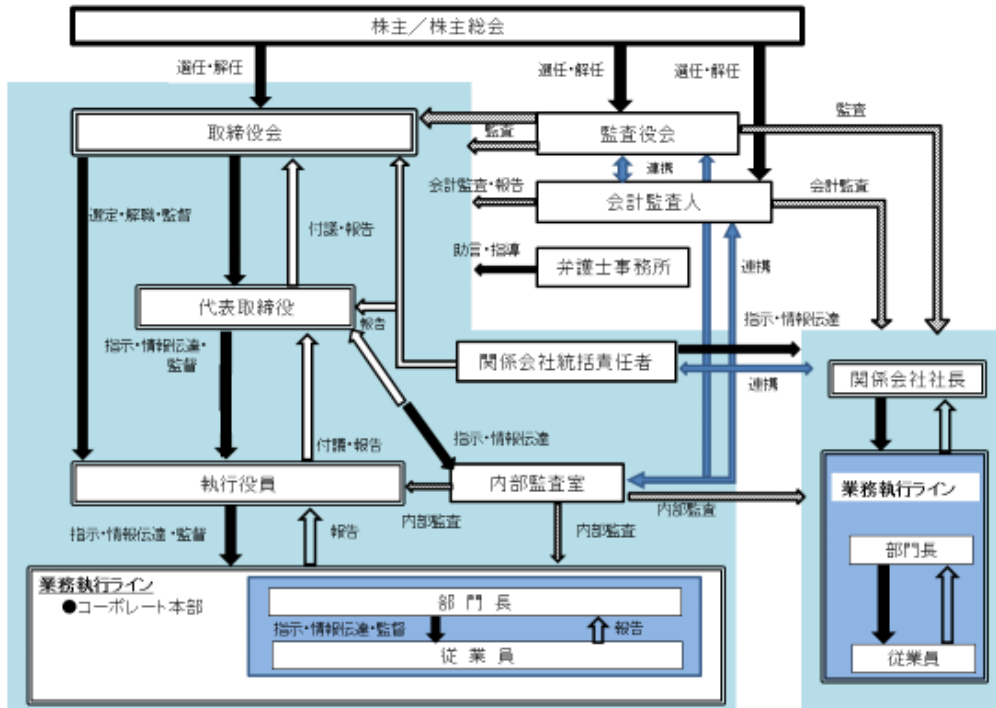 株主／株主総会
選任・解任
選任・解任
選任・解任
取締役会
監査役会
監査
監査
連携
会計監査・報告
会計監査人
会計監査
選定・解職・監督
付議・報告
助言・指導
弁護士事務所
連携
代表取締役
報告
指示・情報伝達
指示・情報伝達・
監督
関係会社統括責任者
連携
関係会社社長
付議・報告
指示・情報伝達
執行役員
内部監査室
業務執行ライン
内部監査
内部監査
内部監査
指示・情報伝達・監督
報告
部門長
業務執行ライン
●コーポレート本部
部門長
指示・情報伝達・監督
報告
従業員
従業員